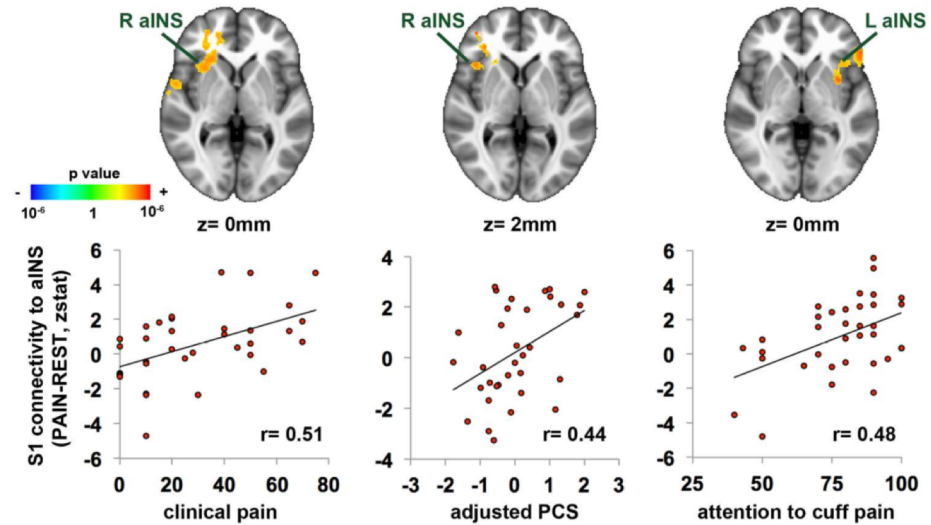 R aINS
R aINS
L aINS
p value
- +
10-6 1 10-6
z= 0mm
z= 2mm
z= 0mm
S1 connectivity to aINS
(PAIN-REST, zstat)
6
4
2
0
-2
-4
-6
0 20 40 60 80
r= 0.51
clinical pain
4
2
0
-2
-4
-3 -2 -1 0 1 2 3
r= 0.44
adjusted PCS
6
4
2
0
-2
-4
-6
25 50 75 100
r= 0.48
attention to cuff pain